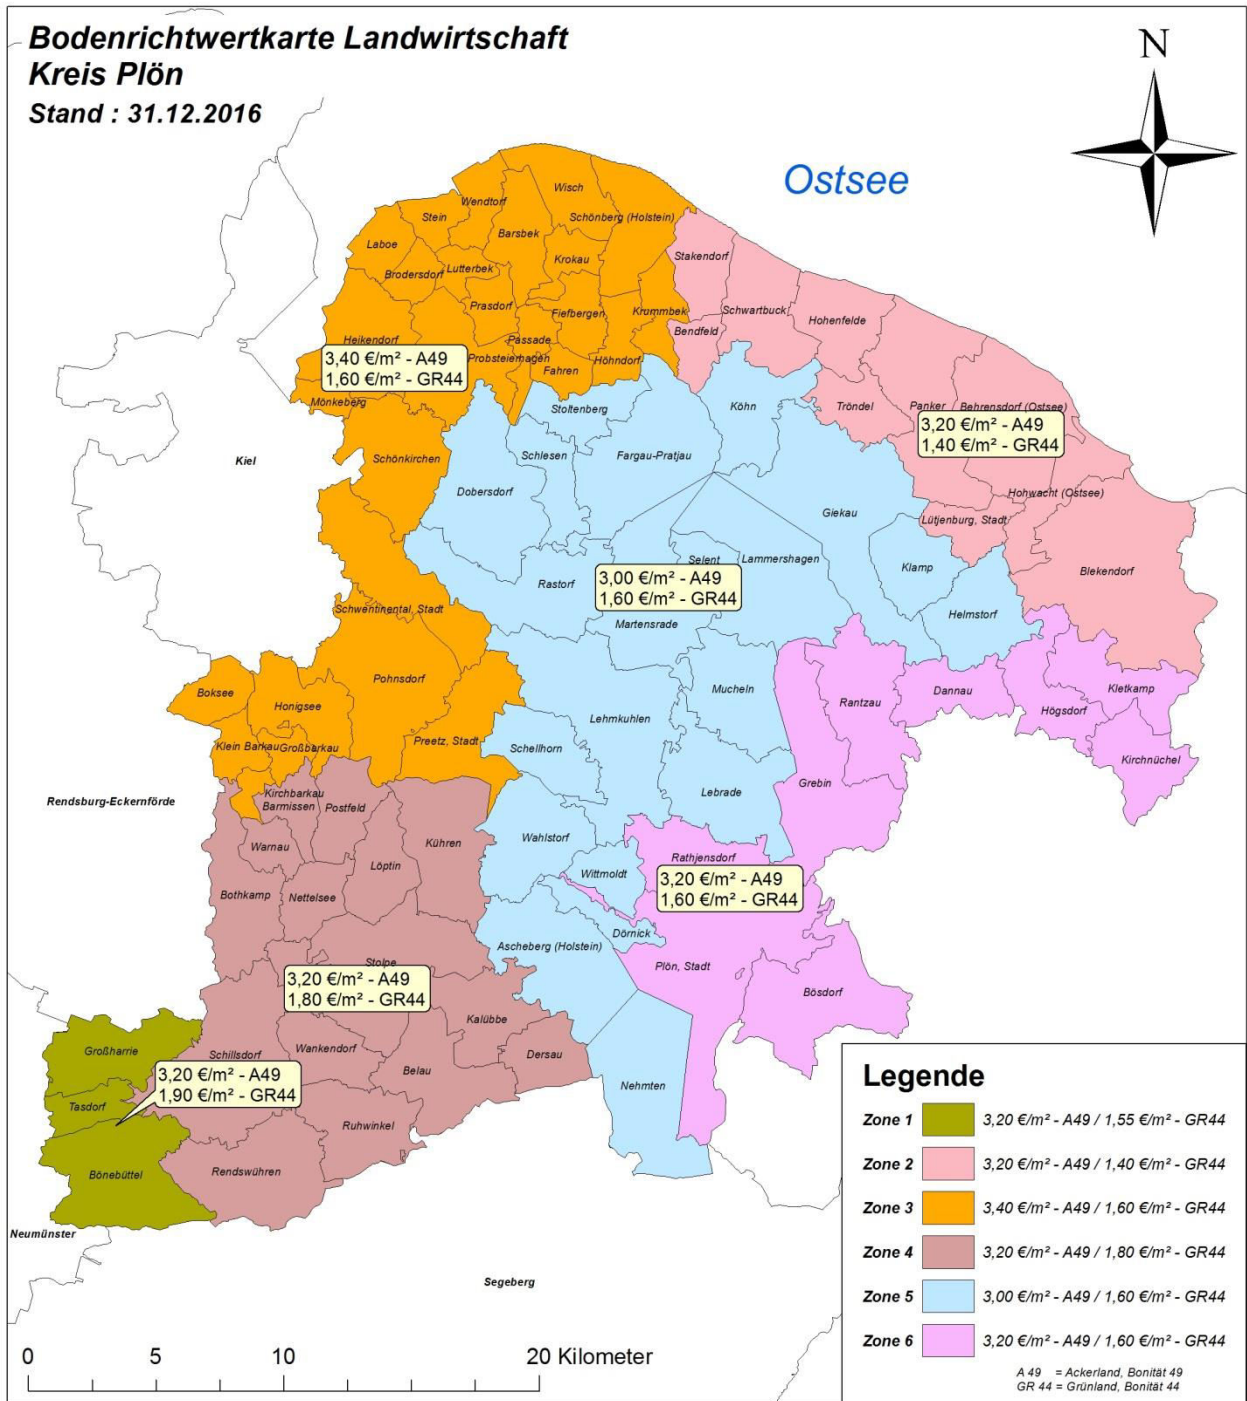 Bodenrichtwertkarte Landwirtschaft
Kreis Plön
Stand : 31.12.2016
N
Ostsee
Wisch
Wendtorf
Stein
Schönberg (Holstein)
Barsbek
Laboe
Krokau
Stakendorf
Lutterbek
Brodersdorf
Prasdorf
Schwartbuck
Krummbek
Fiefbergen
Hohenfelde
Bendfeld
Heikendorf
Passade
Probsteierhagen
Höhndorf
Fahren
3,40 €/m² - A49
1,60 €/m² - GR44
Mönkeberg
Stoltenberg
Köhn
Tröndel
Panker
Behrensdorf (Ostsee)
3,20 €/m² - A49
1,40 €/m² - GR44
Schönkirchen
Schlesen
Fargau-Pratjau
Kiel
Dobersdorf
Hohwacht (Ostsee)
Giekau
Lütjenburg, Stadt
Selent
Lammershagen
Klamp
Blekendorf
Rastorf
3,00 €/m² - A49
1,60 €/m² - GR44
Schwentinental, Stadt
Martensrade
Helmstorf
Pohnsdorf
Boksee
Honigsee
Mucheln
Rantzau
Dannau
Kletkamp
Högsdorf
Lehmkuhlen
Preetz, Stadt
Klein Barkau
Großbarkau
Schellhorn
Kirchnüchel
Grebin
Lebrade
Rendsburg-Eckernförde
Kirchbarkau
Barmissen
Postfeld
Kühren
Wahlstorf
Warnau
Löptin
Rathjensdorf
Wittmoldt
3,20 €/m² - A49
1,60 €/m² - GR44
Bothkamp
Nettelsee
Dörnick
Ascheberg (Holstein)
Stolpe
Plön, Stadt
3,20 €/m² - A49
1,80 €/m² - GR44
Bösdorf
Kalübbe
Großharrie
Schillsdorf
Wankendorf
Dersau
Belau
3,20 €/m² - A49
1,90 €/m² - GR44
Nehmten
Tasdorf
Ruhwinkel
Bönebüttel
Rendswühren
Neumünster
Segeberg
Legende
Zone 1 3,20 €/m² - A49 / 1,55 €/m² - GR44
Zone 2 3,20 €/m² - A49 / 1,40 €/m² - GR44
Zone 3 3,40 €/m² - A49 / 1,60 €/m² - GR44
Zone 4 3,20 €/m² - A49 / 1,80 €/m² - GR44
Zone 5 3,00 €/m² - A49 / 1,60 €/m² - GR44
Zone 6 3,20 €/m² - A49 / 1,60 €/m² - GR44
A 49 = Ackerland, Bonität 49
GR 44 = Grünland, Bonität 44
0 5 10 20 Kilometer